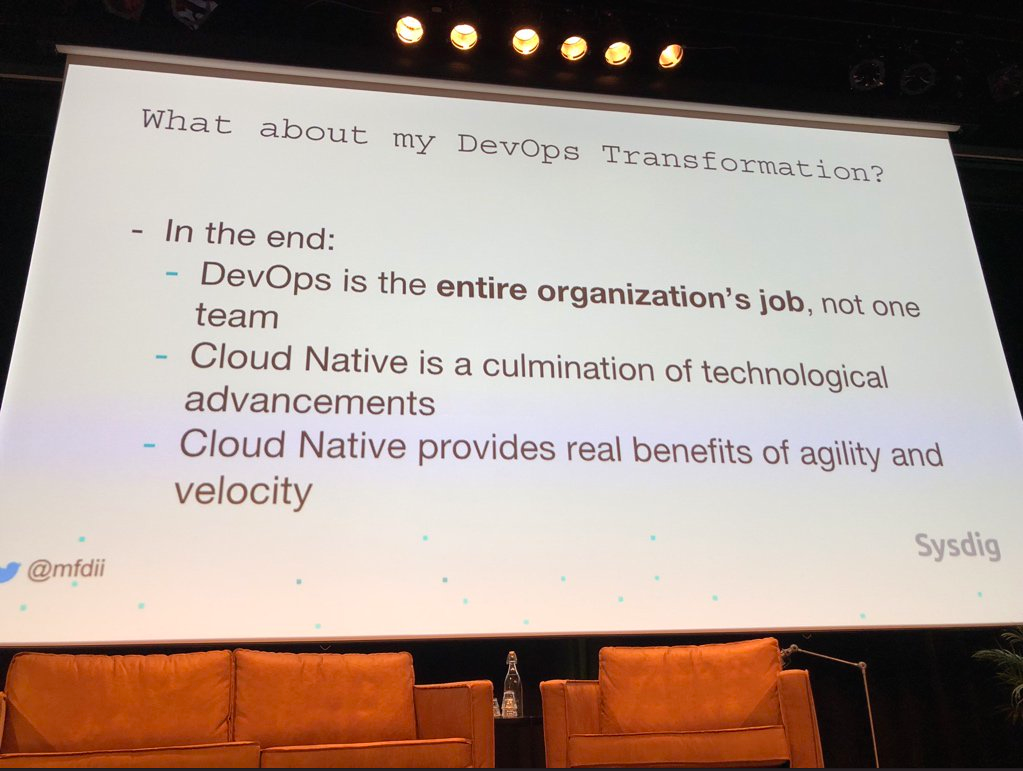 What about my DevOps Transformation?
- In the end:
- DevOps is the entire organization's job, not one
team
- Cloud Native is a culmination of technological
advancements
- Cloud Native provides real benefits of agility and
velocity
@mfdii
Sysdig